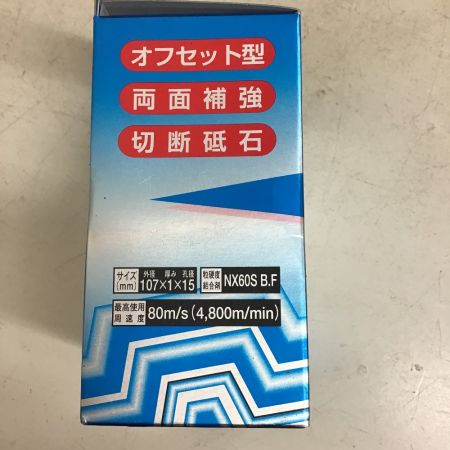 オフセット型
両面補強
切断砥石
サイズ(mm) 外径 厚み 孔径 107×1×15 粒硬度結合剤 NX60S B.F
最高使用周速度 80m/s(4,800m/min)